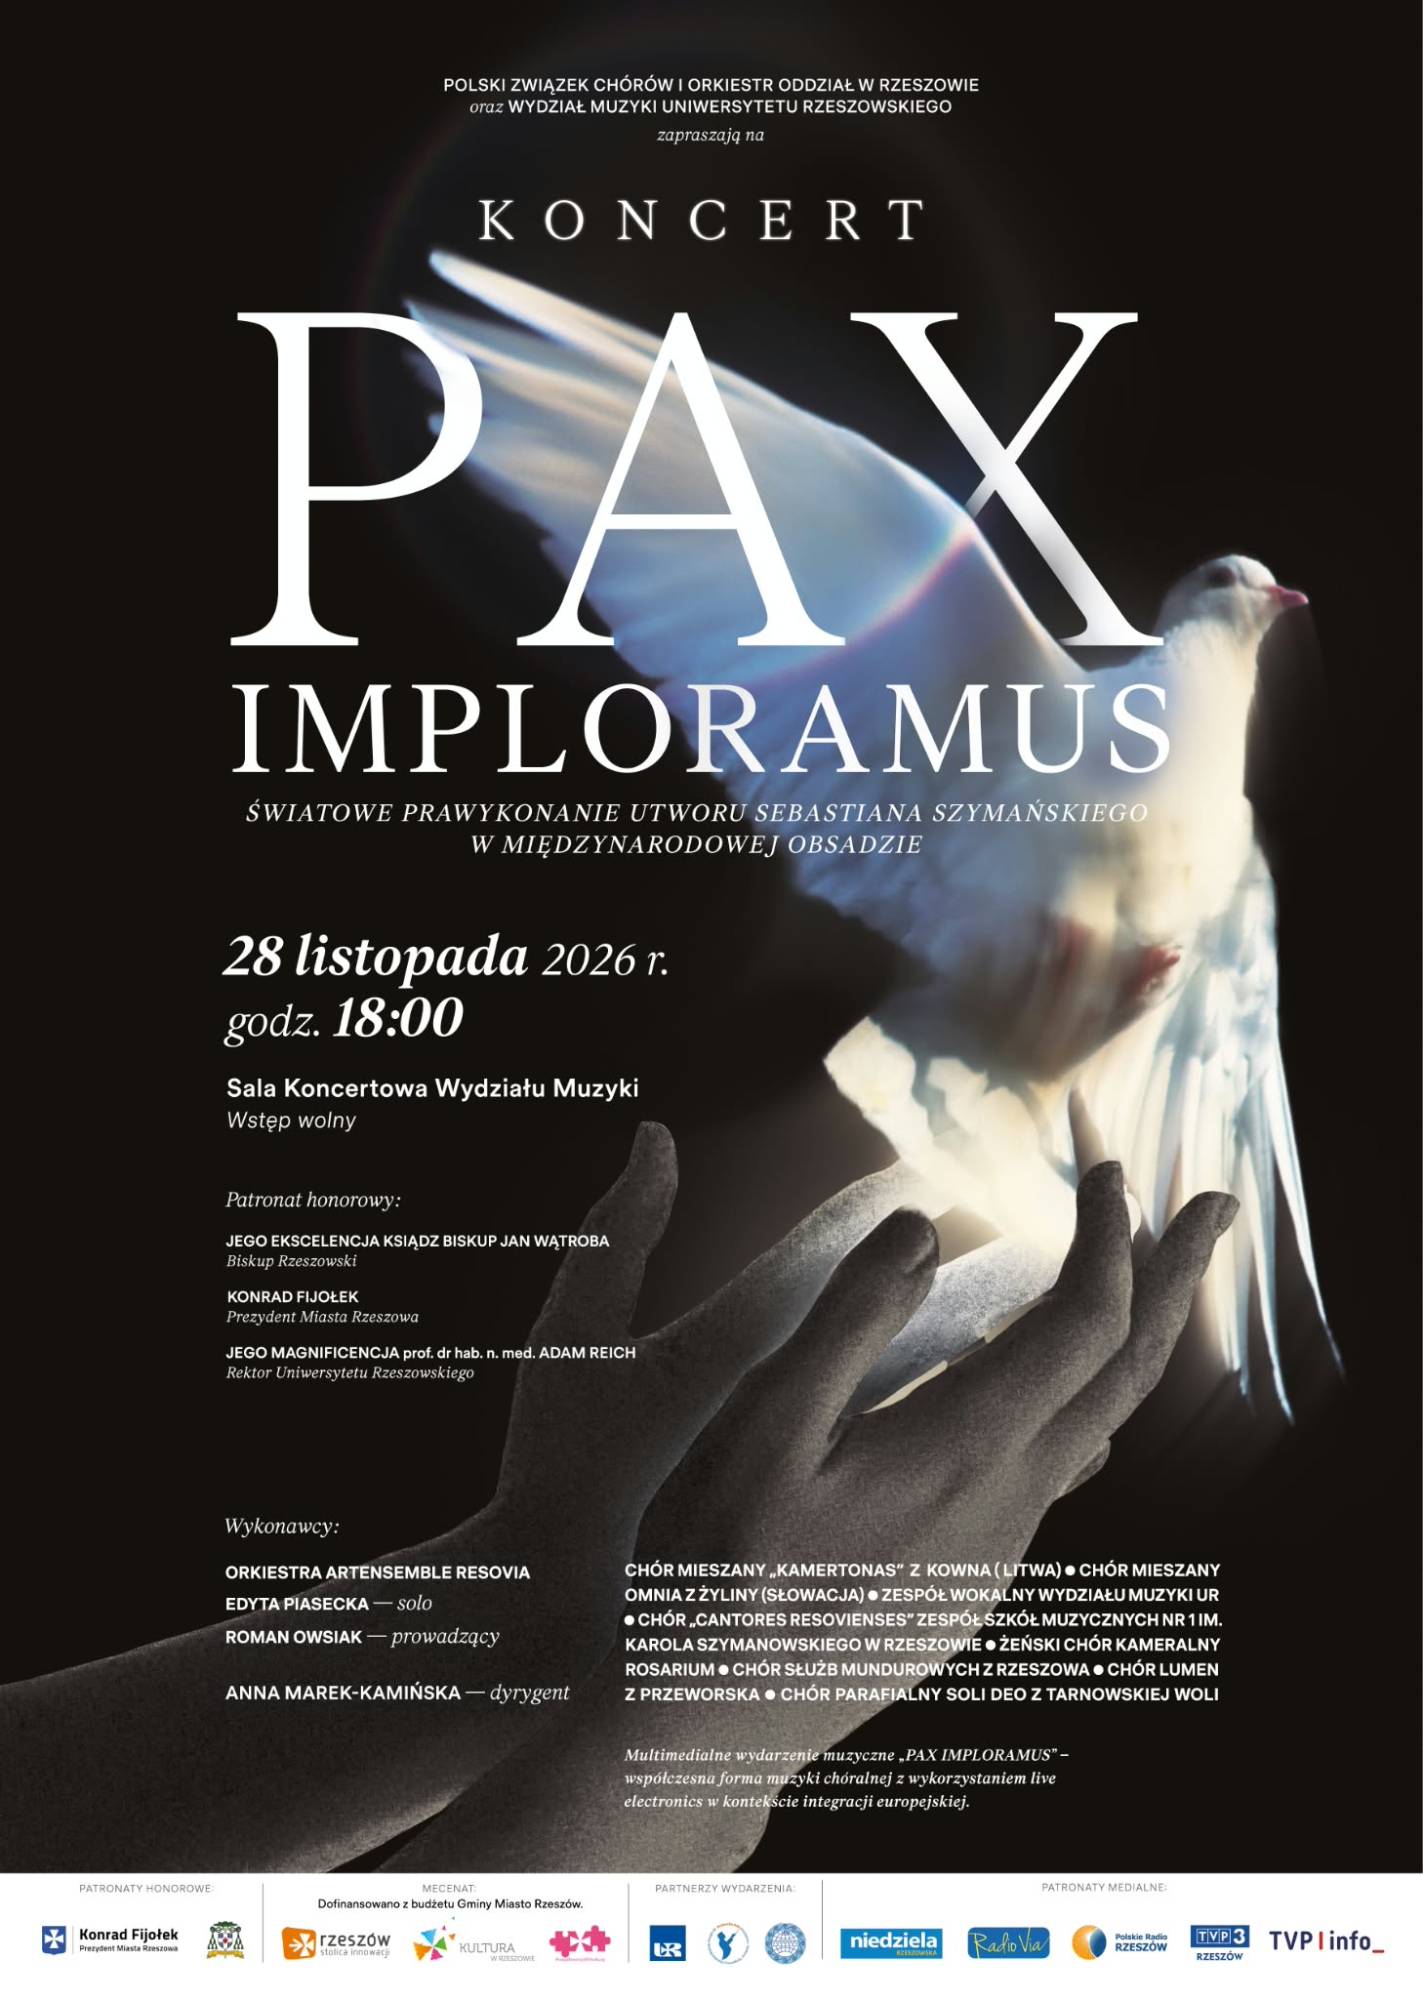 POLSKI ZWIĄZEK CHÓRÓW I ORKIESTR ODDZIAŁ W RZESZOWIE
oraz WYDZIAŁ MUZYKI UNIWERSYTETU RZESZOWSKIEGO
zapraszają na
KONCERT
PAX
IMPLORAMUS
ŚWIATOWE PRAWYKONANIE UTWORU SEBASTIANA SZYMAŃSKIEGO
W MIĘDZYNARODOWEJ OBSADZIE
28 listopada 2026 r.
godz. 18:00
Sala Koncertowa Wydziału Muzyki
Wstęp wolny
Patronat honorowy:
JEGO EKSCELENCJA KSIĄDZ BISKUP JAN WĄTROBA
Biskup Rzeszowski
KONRAD FIJOŁEK
Prezydent Miasta Rzeszowa
JEGO MAGNIFICENCJA prof. dr hab. n. med. ADAM REICH
Rektor Uniwersytetu Rzeszowskiego
Wykonawcy:
ORKIESTRA ARTENSEMBLE RESOVIA
EDYTA PIASECKA — solo
ROMAN OWSIAK — prowadzący
ANNA MAREK-KAMIŃSKA — dyrygent
CHÓR MIESZANY „KAMERTONAS” Z KOWNA ( LITWA) ● CHÓR MIESZANY
OMNIA Z ŻYLINY (SŁOWACJA) ● ZESPÓŁ WOKALNY WYDZIAŁU MUZYKI UR
● CHÓR „CANTORES RESOVIENSES” ZESPÓŁ SZKÓŁ MUZYCZNYCH NR 1 IM.
KAROLA SZYMANOWSKIEGO W RZESZOWIE ● ŻEŃSKI CHÓR KAMERALNY
ROSARIUM ● CHÓR SŁUŻB MUNDUROWYCH Z RZESZOWA ● CHÓR LUMEN
Z PRZEWORSKA ● CHÓR PARAFIALNY SOLI DEO Z TARNOWSKIEJ WOLI
Multimedialne wydarzenie muzyczne „PAX IMPLORAMUS” –
współczesna forma muzyki chóralnej z wykorzystaniem live
electronics w kontekście integracji europejskiej.
PATRONATY HONOROWE:
Konrad Fijołek
Prezydent Miasta Rzeszowa
MECENAT:
Dofinansowano z budżetu Gminy Miasto Rzeszów.
rzeszów
stolica innowacji
KULTURA
W RZESZOWIE
PARTNERZY WYDARZENIA:
UR
PATRONATY MEDIALNE:
niedziela
RZESZOWSKA
Radio Via
Polskie Radio
RZESZÓW
TVP3
RZESZÓW
TVP info_